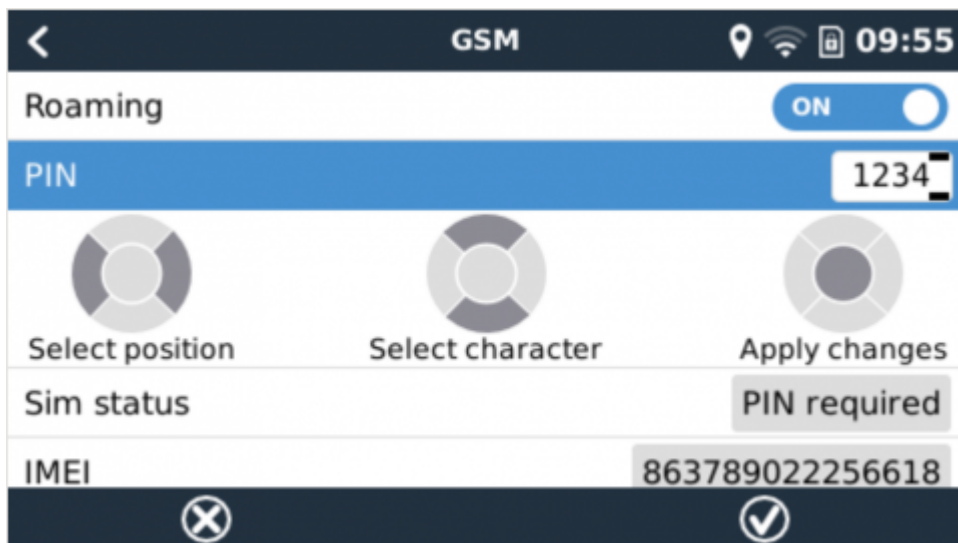 GSM 09:55
Roaming ON
PIN 1234
Select position Select character Apply changes
Sim status PIN required
IMEI 863789022256618